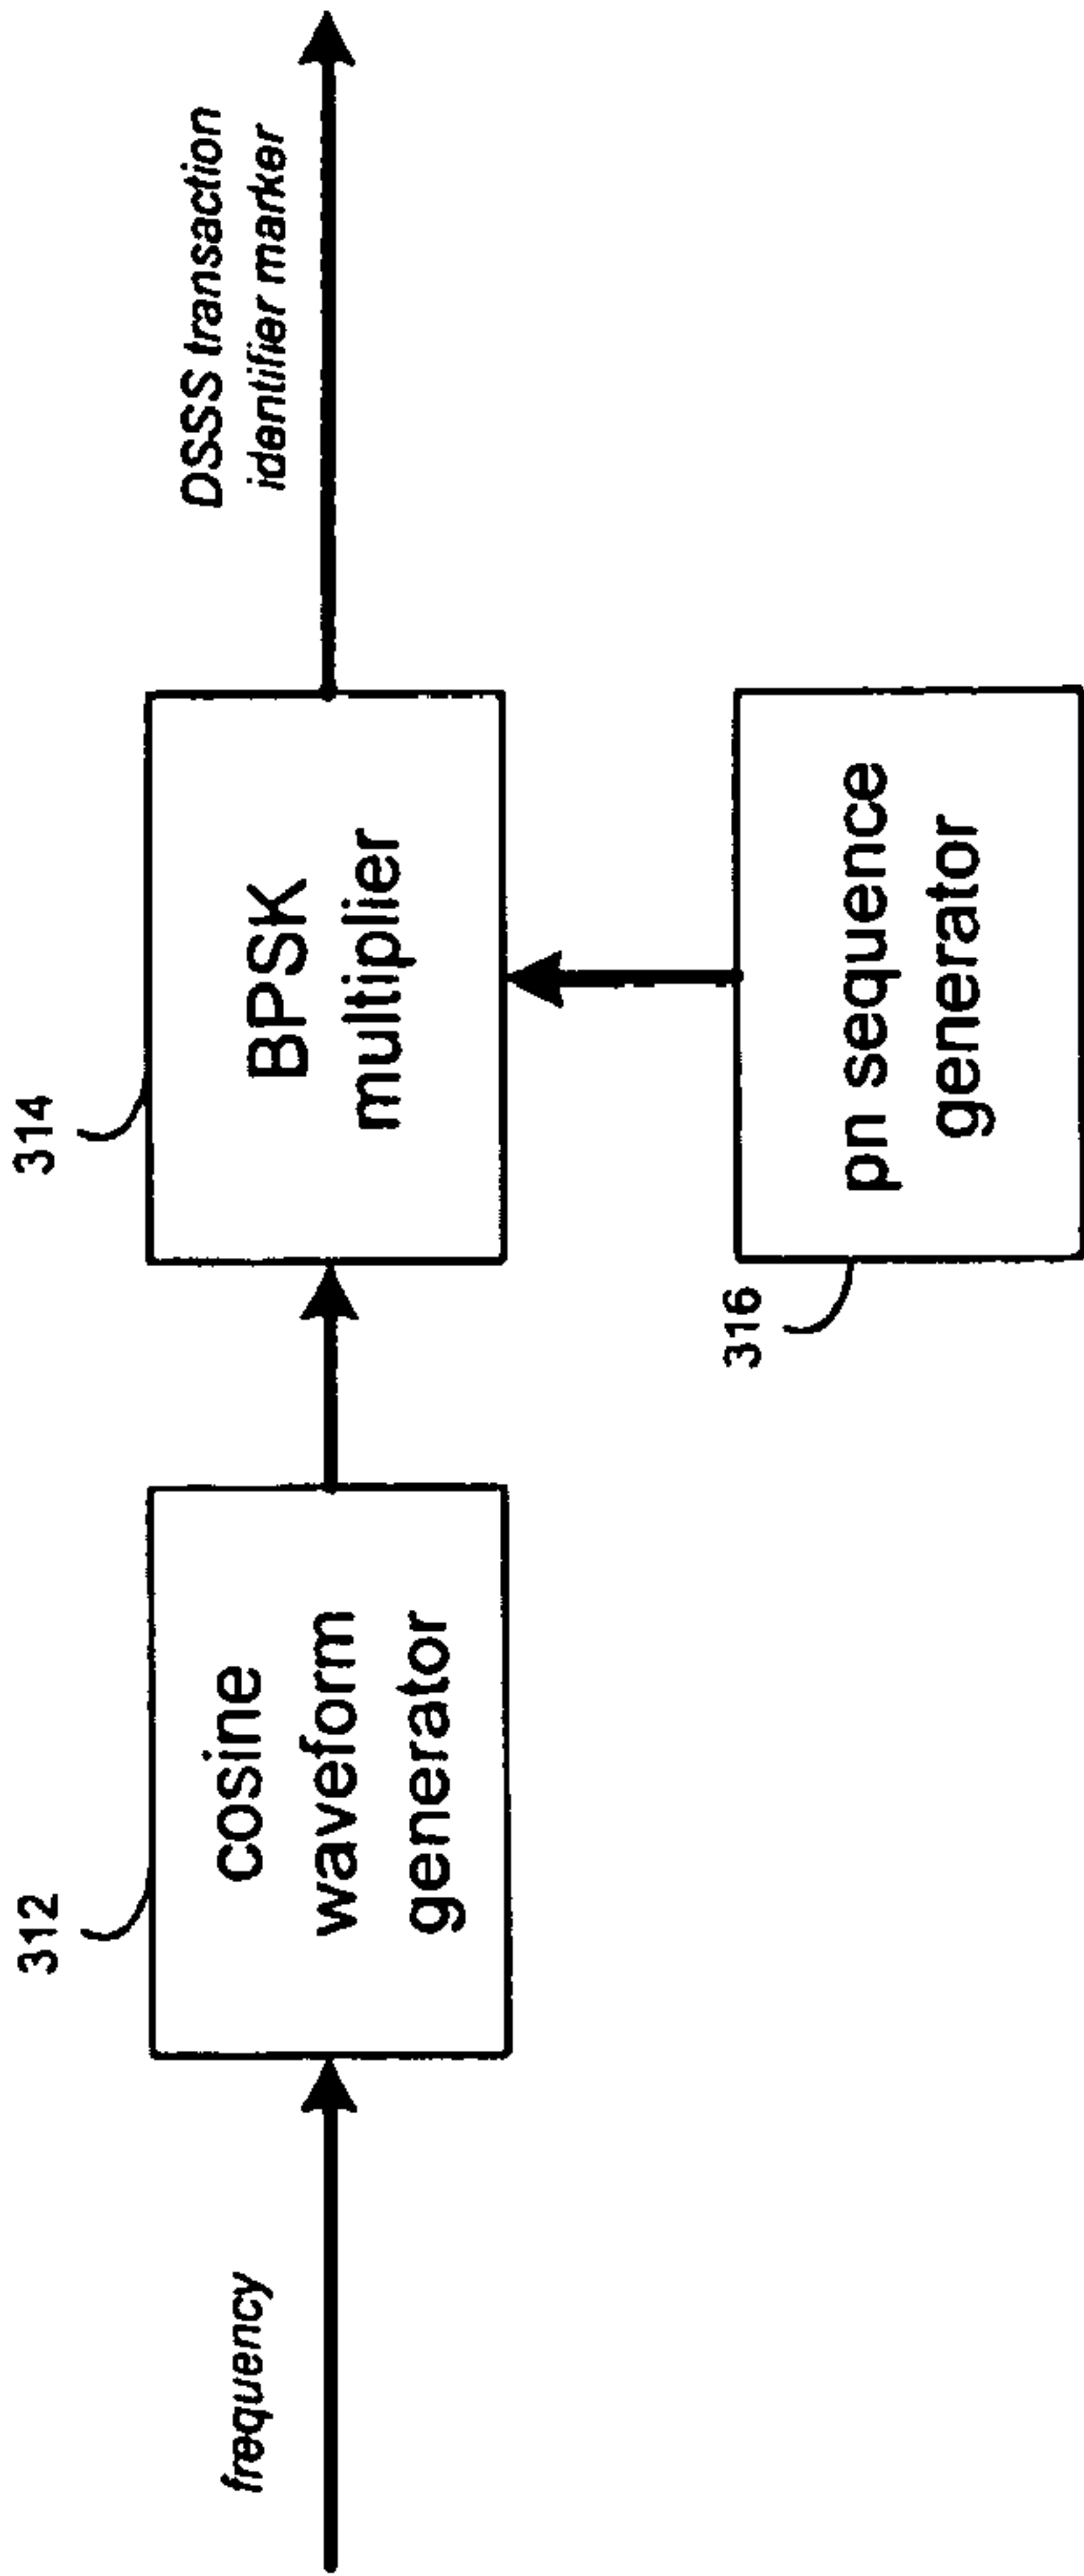 frequency
312
cosine
waveform
generator
314
BPSK
multiplier
DSSS transaction
identifier marker
316
pn sequence
generator